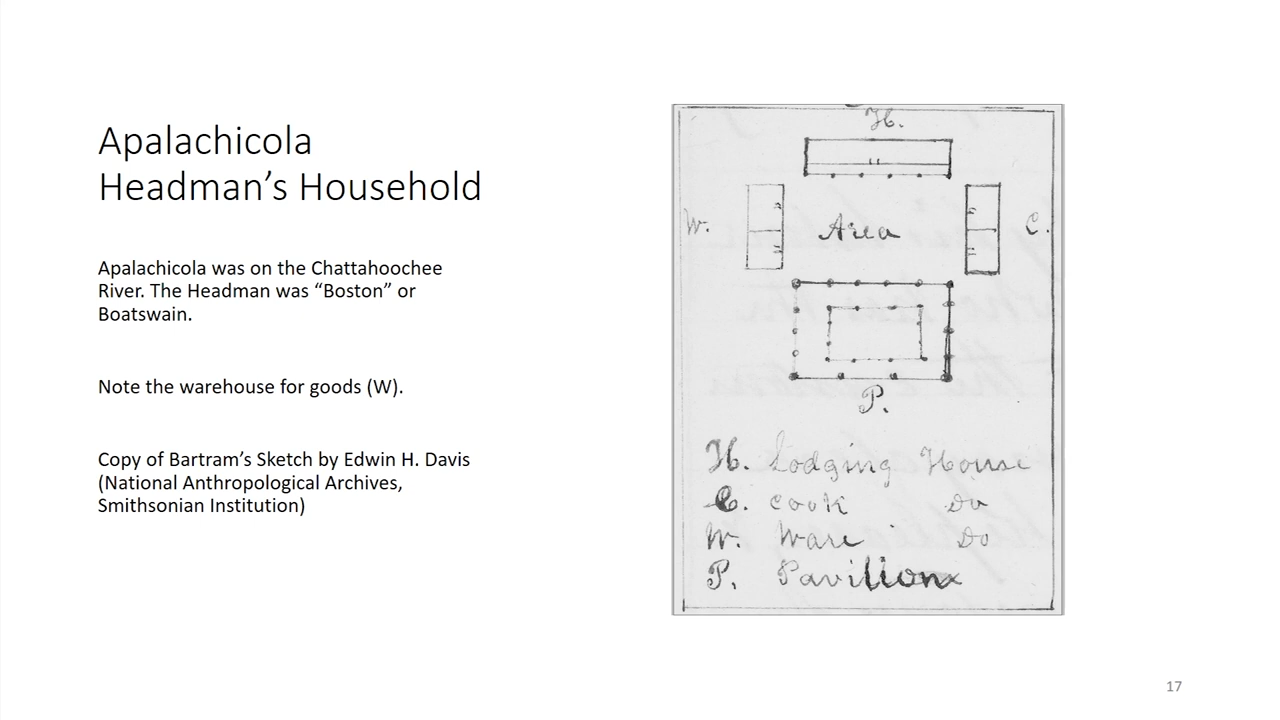 Apalachicola
Headman’s Household
Apalachicola was on the Chattahoochee
River. The Headman was “Boston” or
Boatswain.
Note the warehouse for goods (W).
Copy of Bartram’s Sketch by Edwin H. Davis
(National Anthropological Archives,
Smithsonian Institution)
H.
W.
Area
C.
P.
H. Lodging House
C. cook Do
W. Ware Do
P. Pavilion
17